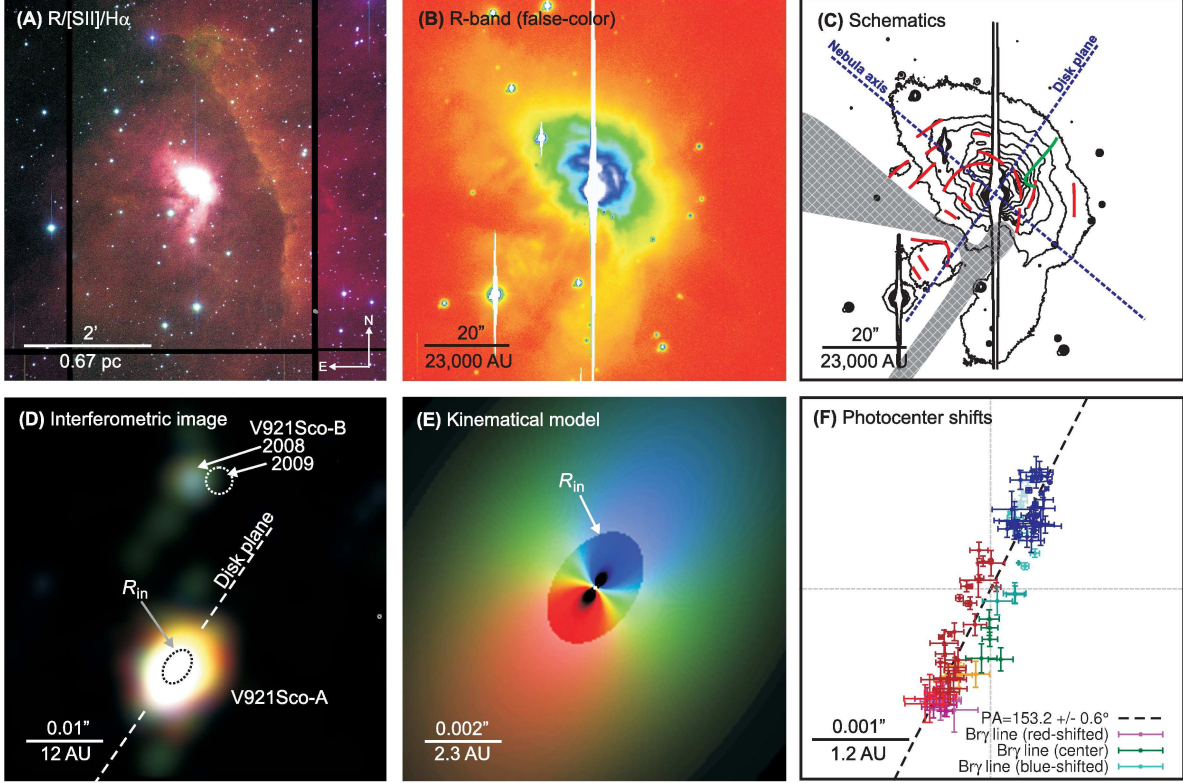 (A) R/[SII]/Hα
2'
0.67 pc
N
E
(B) R-band (false-color)
20"
23,000 AU
(C) Schematics
Nebula axis
Disk plane
20"
23,000 AU
(D) Interferometric image
V921Sco-B
2008
2009
Disk plane
Rin
V921Sco-A
0.01"
12 AU
(E) Kinematical model
Rin
0.002"
2.3 AU
(F) Photocenter shifts
0.001"
1.2 AU
PA=153.2 +/- 0.6°
Brγ line (red-shifted)
Brγ line (center)
Brγ line (blue-shifted)